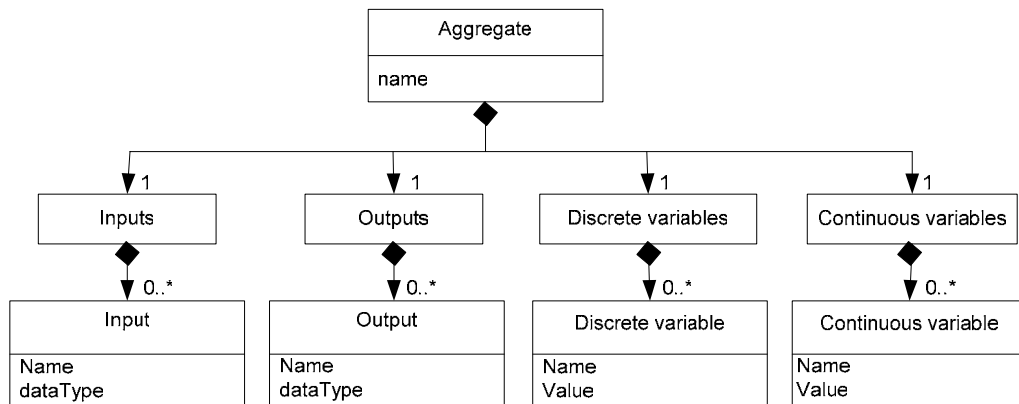 Aggregate
name
1
1
1
1
Inputs
Outputs
Discrete variables
Continuous variables
0..*
0..*
0..*
0..*
Input
Output
Discrete variable
Continuous variable
Name
dataType
Name
dataType
Name
Value
Name
Value